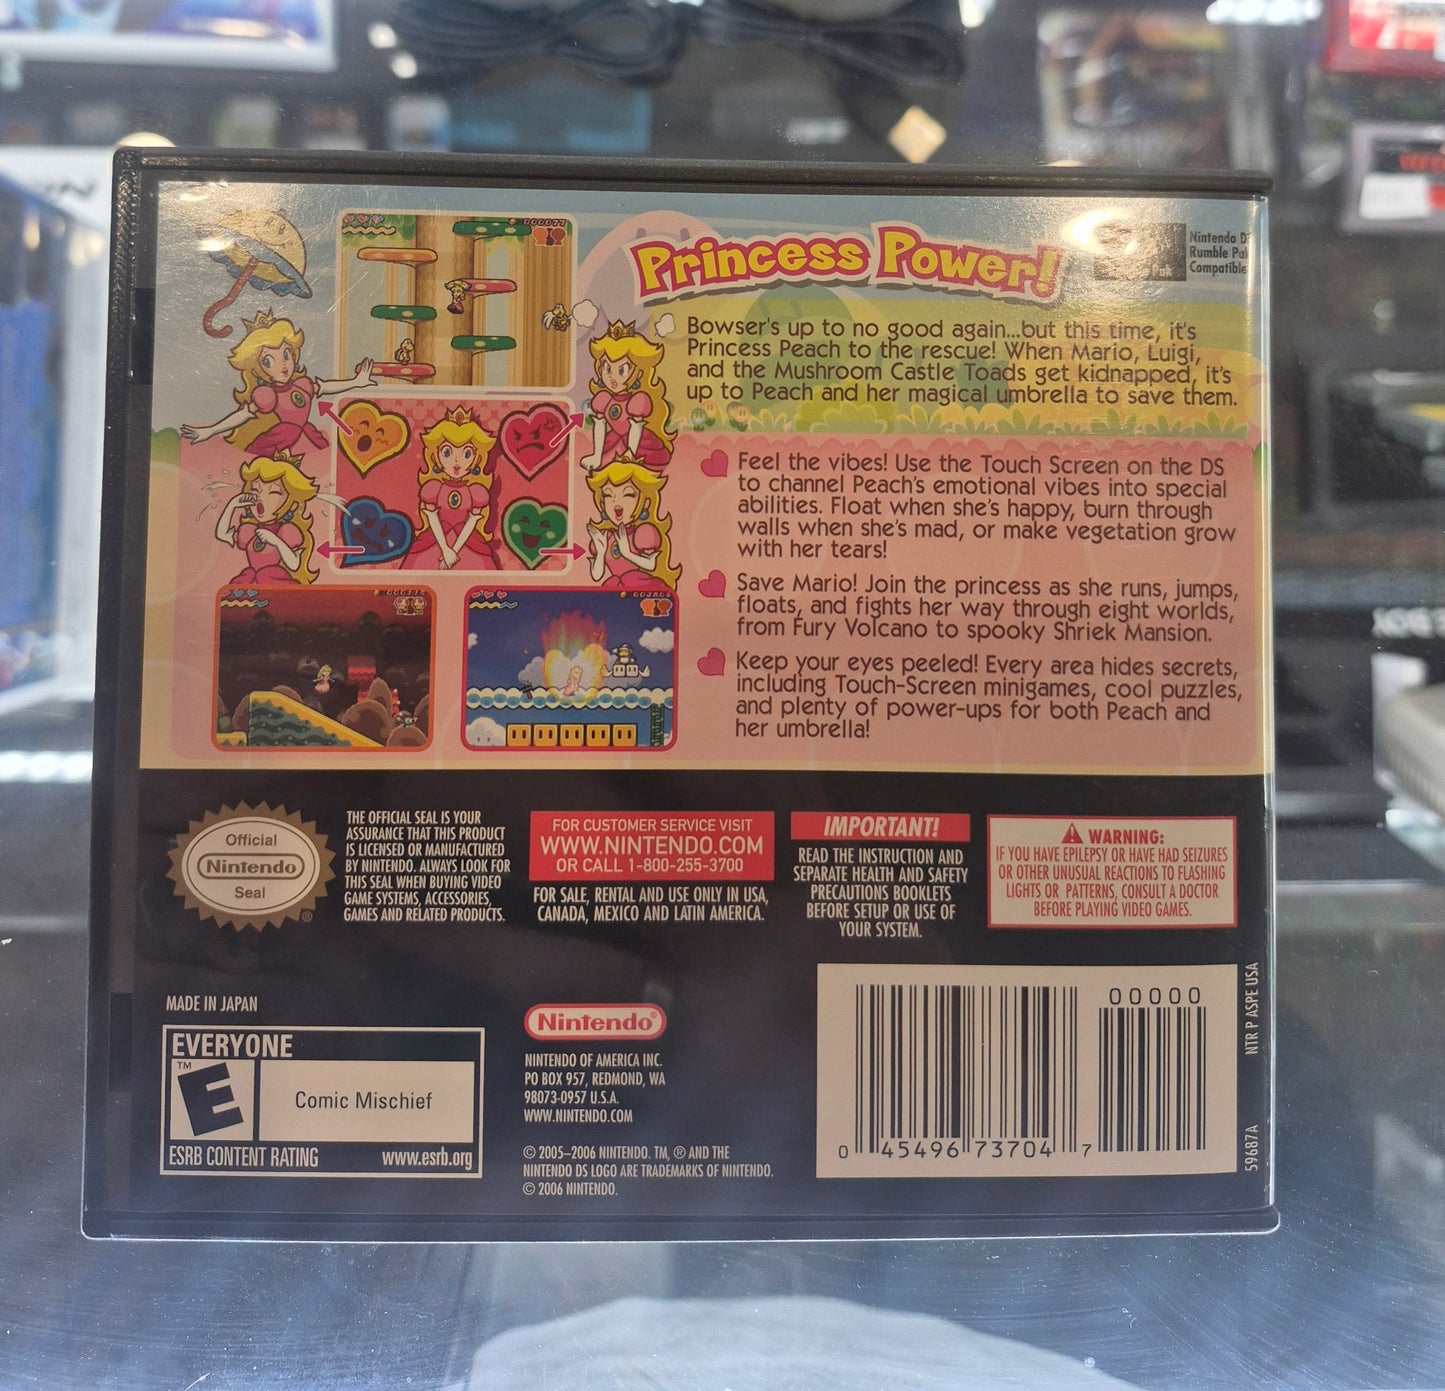 Princess Power!
Nintendo
Rumble
Compatible
Bowser's up to no good again...but this time, it's
Princess Peach to the rescue! When Mario, Luigi,
and the Mushroom Castle Toads get kidnapped, it's
up to Peach and her magical umbrella to save them.
Feel the vibes! Use the Touch Screen on the DS
to channel Peach's emotional vibes into special
abilities. Float when she's happy, burn through
walls when she's mad, or make vegetation grow
with her tears!
Save Mario! Join the princess as she runs, jumps,
floats, and fights her way through eight worlds,
from Fury Volcano to spooky Shriek Mansion.
Keep your eyes peeled! Every area hides secrets,
including Touch-Screen minigames, cool puzzles,
and plenty of power-ups for both Peach and
her umbrella!
Official
Nintendo
Seal
®
THE OFFICIAL SEAL IS YOUR
ASSURANCE THAT THIS PRODUCT
IS LICENSED OR MANUFACTURED
BY NINTENDO. ALWAYS LOOK FOR
THIS SEAL WHEN BUYING VIDEO
GAME SYSTEMS, ACCESSORIES,
GAMES AND RELATED PRODUCTS.
FOR CUSTOMER SERVICE VISIT
WWW.NINTENDO.COM
OR CALL 1-800-255-3700
FOR SALE, RENTAL AND USE ONLY IN USA,
CANADA, MEXICO AND LATIN AMERICA.
IMPORTANT!
READ THE INSTRUCTION AND
SEPARATE HEALTH AND SAFETY
PRECAUTIONS BOOKLETS
BEFORE SETUP OR USE OF
YOUR SYSTEM.
WARNING:
IF YOU HAVE EPILEPSY OR HAVE HAD SEIZURES
OR OTHER UNUSUAL REACTIONS TO FLASHING
LIGHTS OR PATTERNS, CONSULT A DOCTOR
BEFORE PLAYING VIDEO GAMES.
MADE IN JAPAN
EVERYONE
TM
E
Comic Mischief
ESRB CONTENT RATING www.esrb.org
Nintendo®
NINTENDO OF AMERICA INC.
PO BOX 957, REDMOND, WA
98073-0957 U.S.A.
WWW.NINTENDO.COM
© 2005–2006 NINTENDO. TM, ® AND THE
NINTENDO DS LOGO ARE TRADEMARKS OF NINTENDO.
© 2006 NINTENDO.
00000
0 45496 73704 7
NTR P ASPE USA
59687A